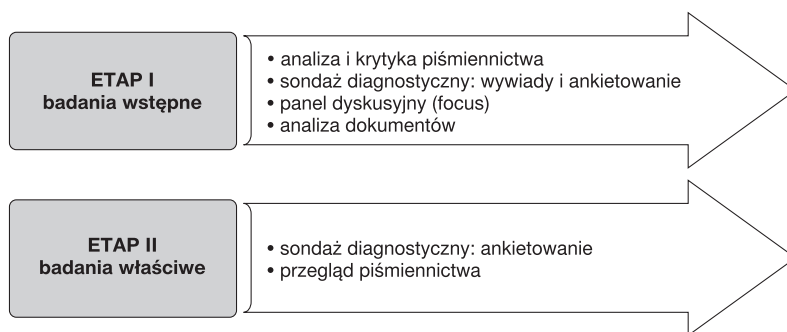 ETAP I
badania wstępne
• analiza i krytyka piśmiennictwa
• sondaż diagnostyczny: wywiady i ankietowanie
• panel dyskusyjny (focus)
• analiza dokumentów
ETAP II
badania właściwe
• sondaż diagnostyczny: ankietowanie
• przegląd piśmiennictwa